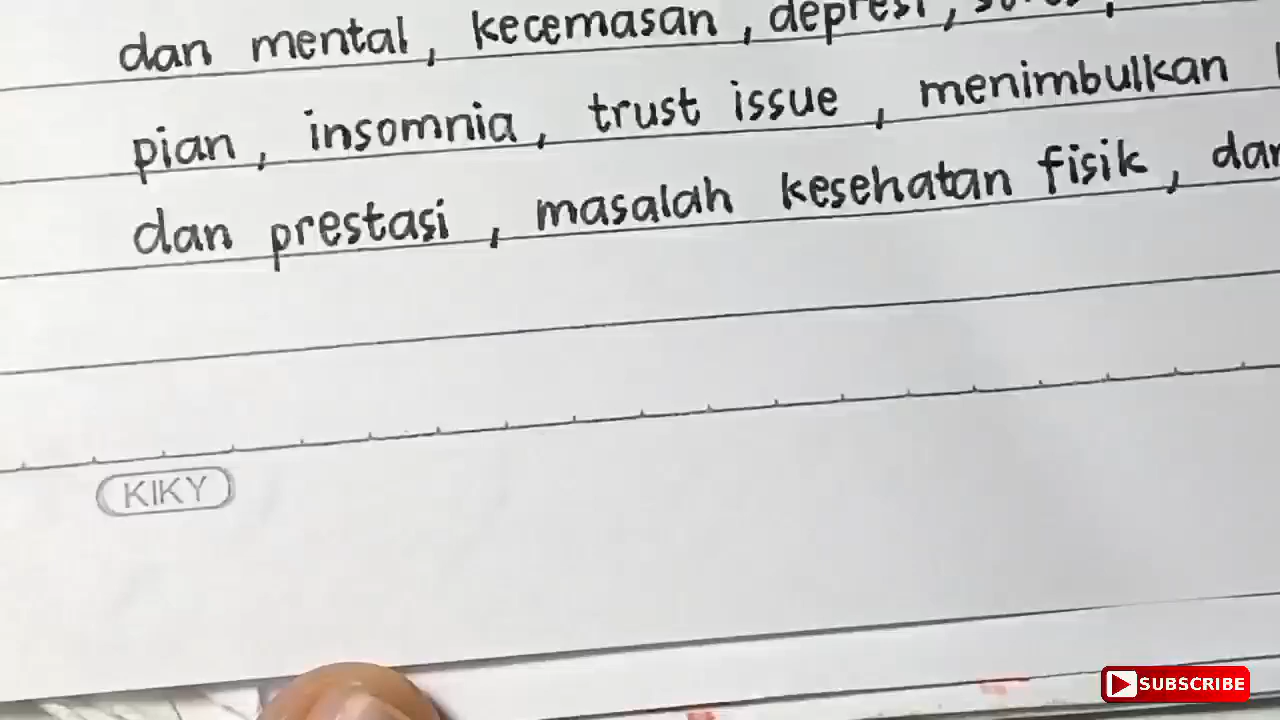 dan mental, kecemasan, depresi,
pian, insomnia, trust issue, menimbulkan
dan prestasi, masalah kesehatan fisik,
KIKY
SUBSCRIBE